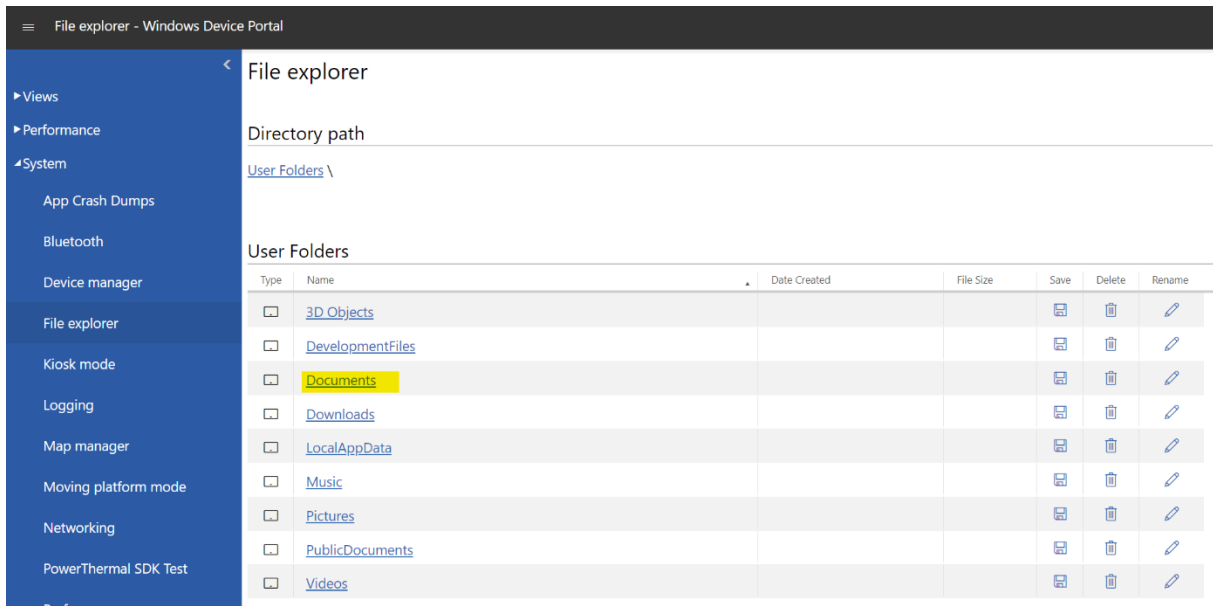 File explorer - Windows Device Portal
Views
Performance
System
App Crash Dumps
Bluetooth
Device manager
File explorer
Kiosk mode
Logging
Map manager
Moving platform mode
Networking
PowerThermal SDK Test
File explorer
Directory path
User Folders \
User Folders
Type Name Date Created File Size Save Delete Rename
3D Objects
DevelopmentFiles
Documents
Downloads
LocalAppData
Music
Pictures
PublicDocuments
Videos